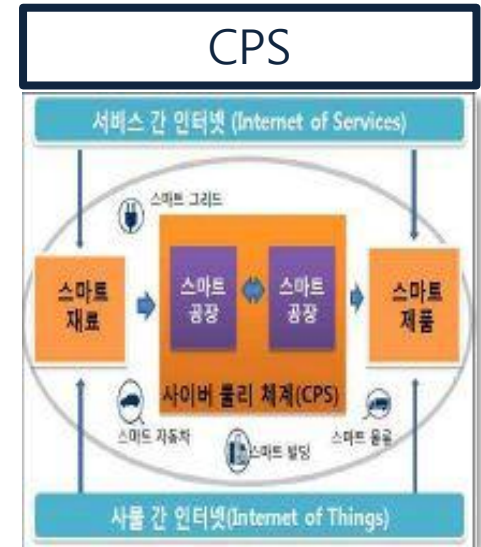 CPS
서비스 간 인터넷 (Internet of Services)
스마트 그리드
스마트
재료
스마트
공장
스마트
공장
스마트
제품
사이버 물리 체계(CPS)
스마트 자동차
스마트 빌딩
스마트 물류
사물 간 인터넷(Internet of Things)